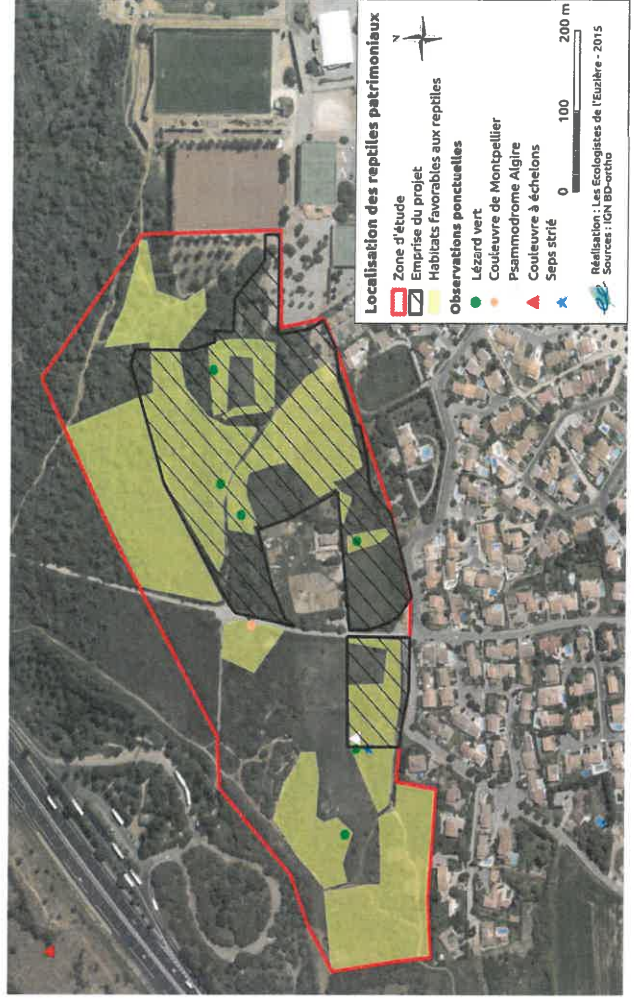 Localisation des reptiles patrimoniaux
N
Zone d'étude
Emprise du projet
Habitats favorables aux reptiles
Observations ponctuelles
Lézard vert
Couleuvre de Montpellier
Psammodrome Algire
Couleuvre à échelons
Seps strié
0 100 200 m
Réalisation : Les Ecologistes de l'Euzière - 2015
Sources : IGN BD-ortho